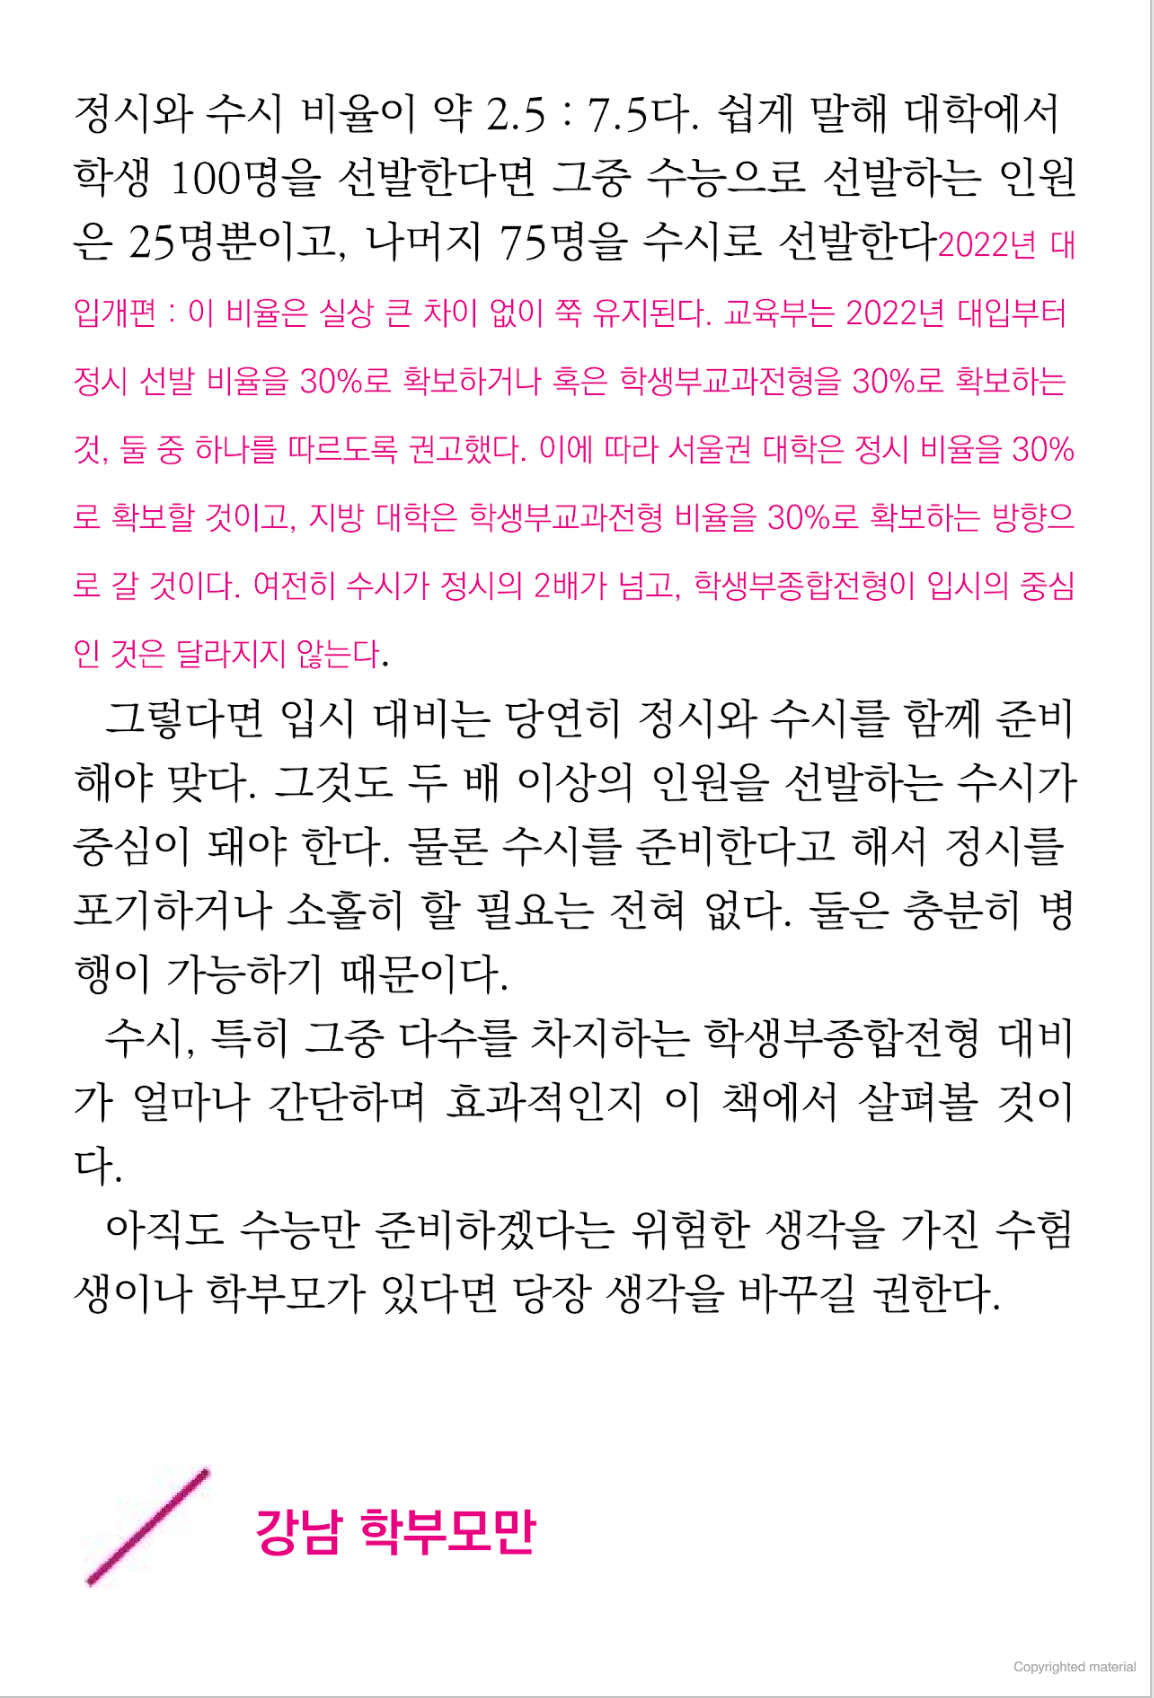 정시와 수시 비율이 약 2.5 : 7.5다. 쉽게 말해 대학에서
학생 100명을 선발한다면 그중 수능으로 선발하는 인원
은 25명뿐이고, 나머지 75명을 수시로 선발한다2022년 대
입개편 : 이 비율은 실상 큰 차이 없이 쭉 유지된다. 교육부는 2022년 대입부터
정시 선발 비율을 30%로 확보하거나 혹은 학생부교과전형을 30%로 확보하는
것, 둘 중 하나를 따르도록 권고했다. 이에 따라 서울권 대학은 정시 비율을 30%
로 확보할 것이고, 지방 대학은 학생부교과전형 비율을 30%로 확보하는 방향으
로 갈 것이다. 여전히 수시가 정시의 2배가 넘고, 학생부종합전형이 입시의 중심
인 것은 달라지지 않는다.
그렇다면 입시 대비는 당연히 정시와 수시를 함께 준비
해야 맞다. 그것도 두 배 이상의 인원을 선발하는 수시가
중심이 돼야 한다. 물론 수시를 준비한다고 해서 정시를
포기하거나 소홀히 할 필요는 전혀 없다. 둘은 충분히 병
행이 가능하기 때문이다.
수시, 특히 그중 다수를 차지하는 학생부종합전형 대비
가 얼마나 간단하며 효과적인지 이 책에서 살펴볼 것이
다.
아직도 수능만 준비하겠다는 위험한 생각을 가진 수험
생이나 학부모가 있다면 당장 생각을 바꾸길 권한다.
강남 학부모만
Copyrighted material